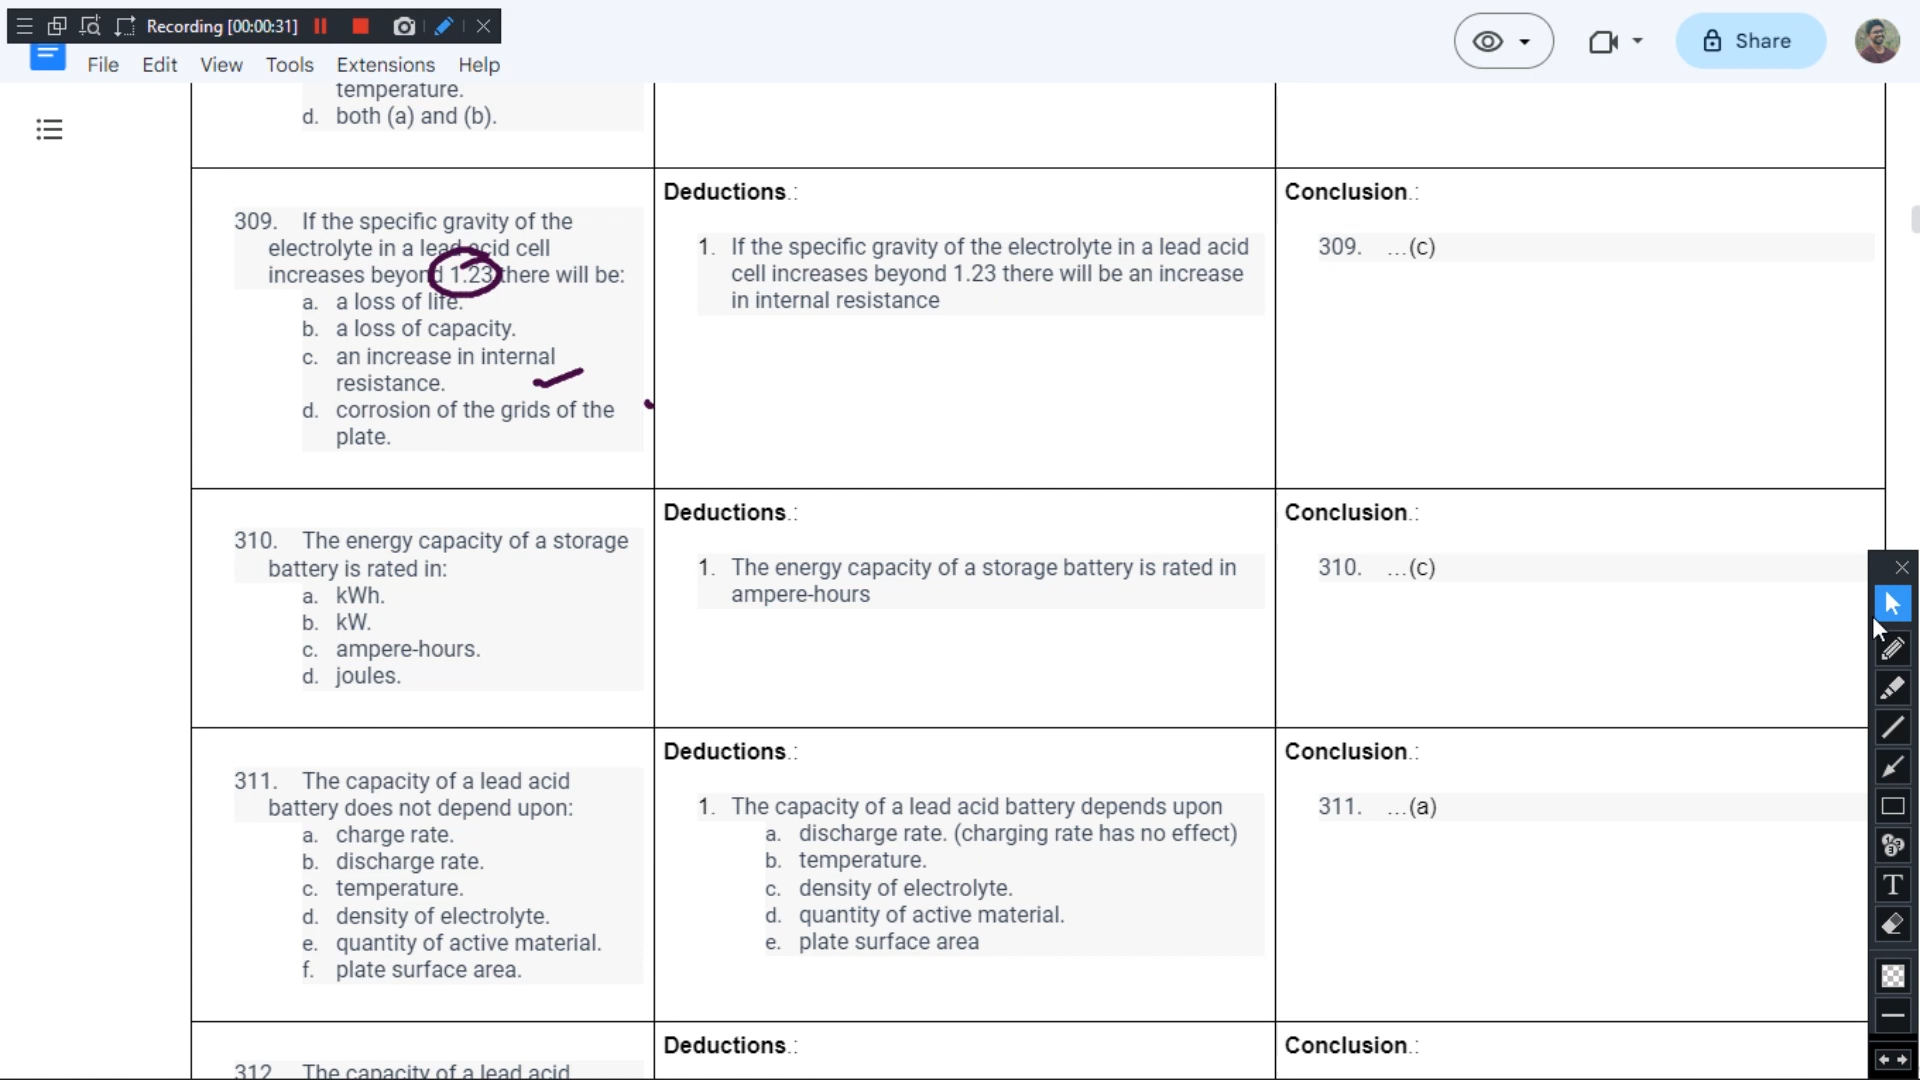 Recording [00:00:31]
File Edit View Tools Extensions Help
Share
temperature.
d. both (a) and (b).
309. If the specific gravity of the
electrolyte in a lead acid cell
increases beyond 1.23 there will be:
a. a loss of life.
b. a loss of capacity.
c. an increase in internal
resistance.
d. corrosion of the grids of the
plate.
Deductions.:
1. If the specific gravity of the electrolyte in a lead acid
cell increases beyond 1.23 there will be an increase
in internal resistance
Conclusion.:
309. ...(c)
310. The energy capacity of a storage
battery is rated in:
a. kWh.
b. kW.
c. ampere-hours.
d. joules.
Deductions.:
1. The energy capacity of a storage battery is rated in
ampere-hours
Conclusion.:
310. ...(c)
311. The capacity of a lead acid
battery does not depend upon:
a. charge rate.
b. discharge rate.
c. temperature.
d. density of electrolyte.
e. quantity of active material.
f. plate surface area.
Deductions.:
1. The capacity of a lead acid battery depends upon
a. discharge rate. (charging rate has no effect)
b. temperature.
c. density of electrolyte.
d. quantity of active material.
e. plate surface area
Conclusion.:
311. ...(a)
312. The capacity of a lead acid
Deductions.:
Conclusion.: